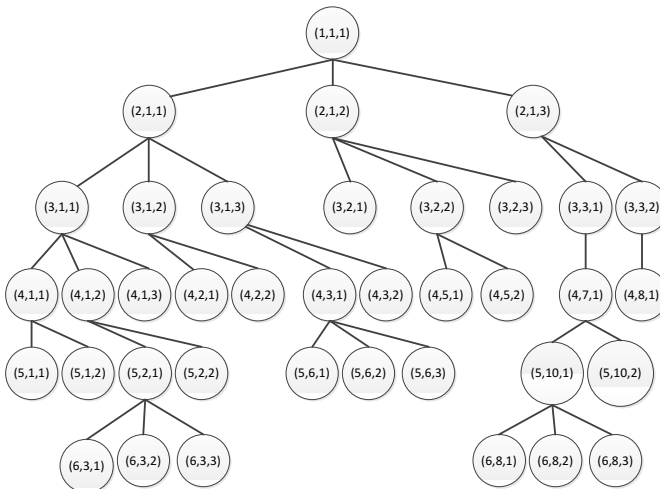 (1,1,1)
(2,1,1) (2,1,2) (2,1,3)
(3,1,1) (3,1,2) (3,1,3) (3,2,1) (3,2,2) (3,2,3) (3,3,1) (3,3,2)
(4,1,1) (4,1,2) (4,1,3) (4,2,1) (4,2,2) (4,3,1) (4,3,2) (4,5,1) (4,5,2) (4,7,1) (4,8,1)
(5,1,1) (5,1,2) (5,2,1) (5,2,2) (5,6,1) (5,6,2) (5,6,3) (5,10,1) (5,10,2)
(6,3,1) (6,3,2) (6,3,3) (6,8,1) (6,8,2) (6,8,3)